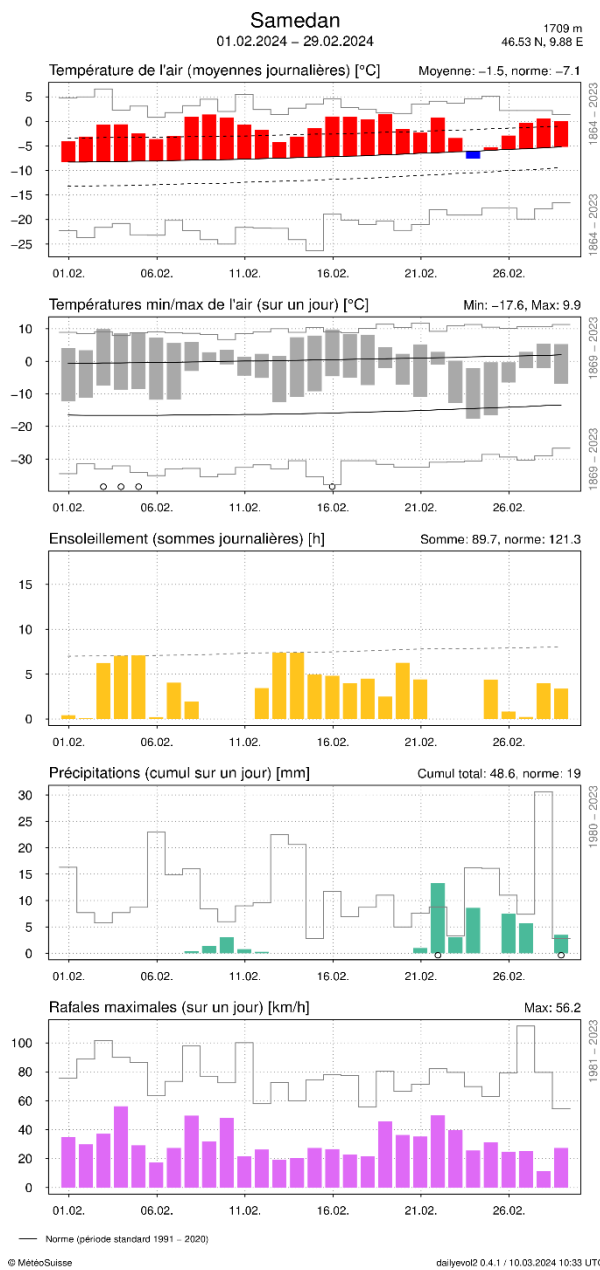 Samedan
01.02.2024 − 29.02.2024
1709 m
46.53 N, 9.88 E
Température de l'air (moyennes journalières) [°C]
Moyenne: −1.5, norme: −7.1
5
0
−5
−10
−15
−20
−25
1864 − 2023
1864 − 2023
01.02. 06.02. 11.02. 16.02. 21.02. 26.02.
Températures min/max de l'air (sur un jour) [°C]
Min: −17.6, Max: 9.9
10
0
−10
−20
−30
1869 − 2023
1869 − 2023
01.02. 06.02. 11.02. 16.02. 21.02. 26.02.
Ensoleillement (sommes journalières) [h]
Somme: 89.7, norme: 121.3
15
10
5
0
01.02. 06.02. 11.02. 16.02. 21.02. 26.02.
Précipitations (cumul sur un jour) [mm]
Cumul total: 48.6, norme: 19
30
25
20
15
10
5
0
1980 − 2023
01.02. 06.02. 11.02. 16.02. 21.02. 26.02.
Rafales maximales (sur un jour) [km/h]
Max: 56.2
100
80
60
40
20
0
1981 − 2023
01.02. 06.02. 11.02. 16.02. 21.02. 26.02.
Norme (période standard 1991 − 2020)
© MétéoSuisse
dailyevol2 0.4.1 / 10.03.2024 10:33 UTC